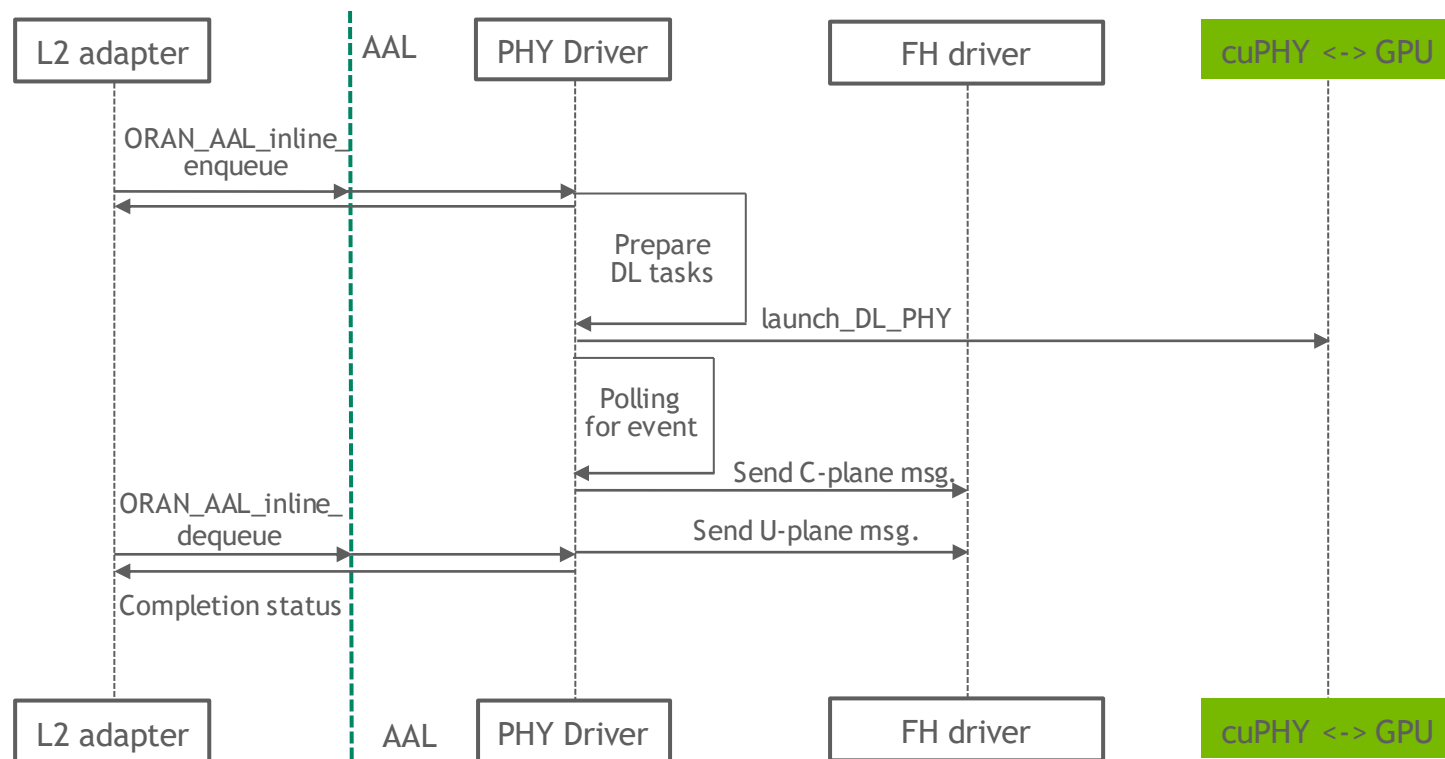 L2 adapter
AAL
PHY Driver
FH driver
cuPHY <-> GPU
ORAN_AAL_inline_
enqueue
Prepare
DL tasks
launch_DL_PHY
Polling
for event
Send C-plane msg.
ORAN_AAL_inline_
dequeue
Send U-plane msg.
Completion status
L2 adapter
AAL
PHY Driver
FH driver
cuPHY <-> GPU